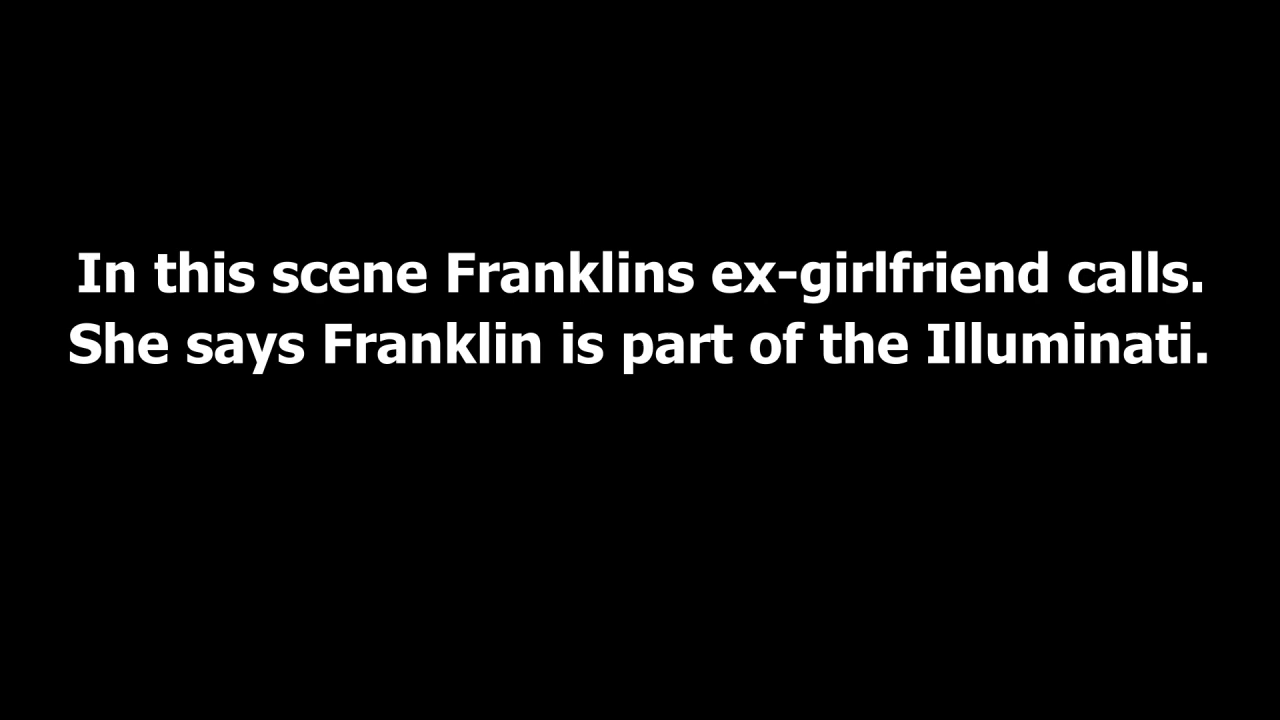 In this scene Franklins ex-girlfriend calls.
She says Franklin is part of the Illuminati.